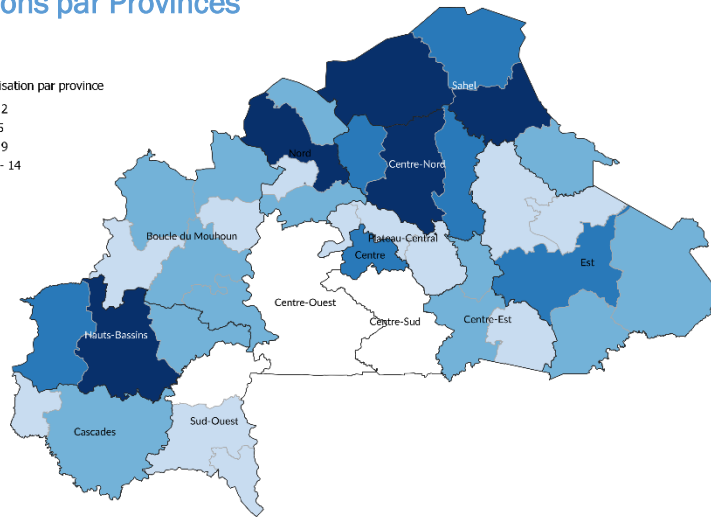 ons par Provinces
isation par province
2
5
9
- 14
Sahel
Nord
Centre-Nord
Boucle du Mouhoun
Plateau-Central
Centre
Est
Centre-Ouest
Centre-Sud
Centre-Est
Hauts-Bassins
Sud-Ouest
Cascades